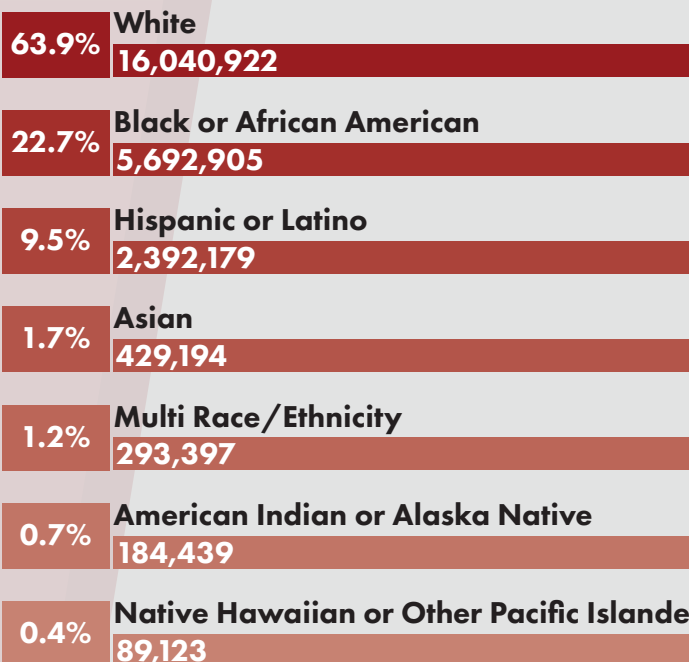 White
63.9%
16,040,922
Black or African American
22.7%
5,692,905
Hispanic or Latino
9.5%
2,392,179
Asian
1.7%
429,194
Multi Race/Ethnicity
1.2%
293,397
American Indian or Alaska Native
0.7%
184,439
Native Hawaiian or Other Pacific Islande
0.4%
89,123